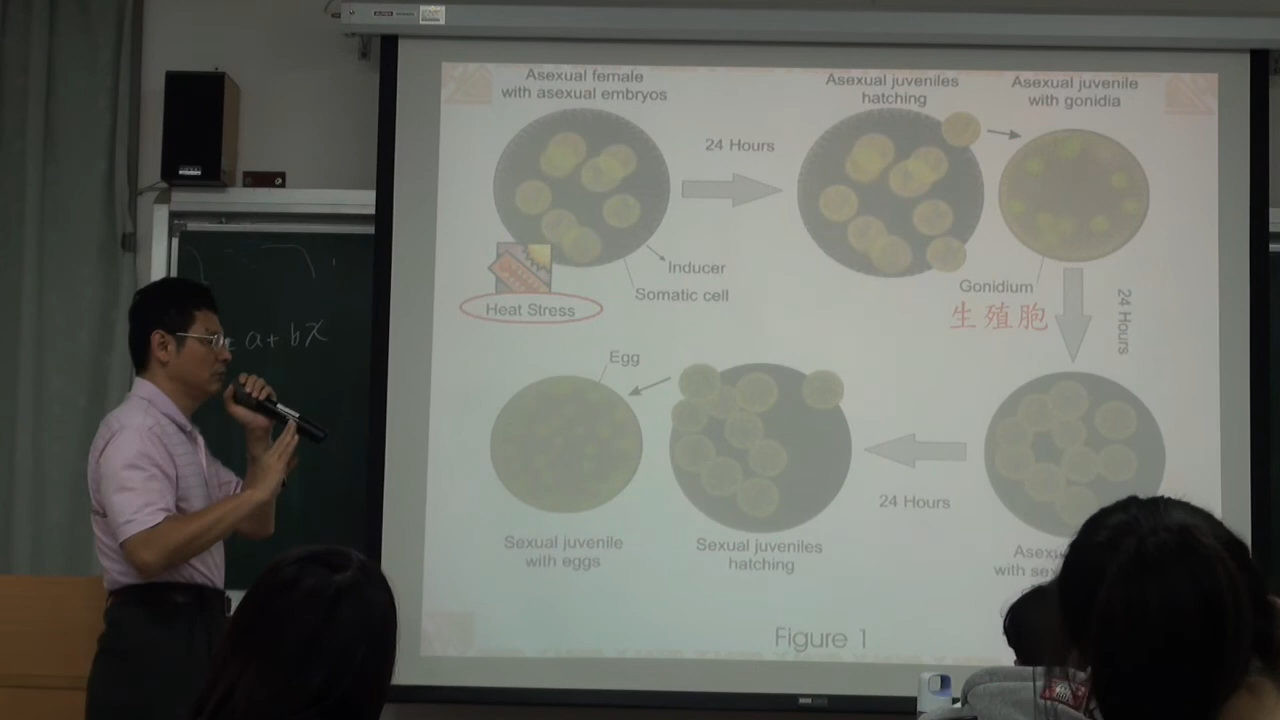 Asexual female
with asexual embryos
24 Hours
Asexual juveniles
hatching
Asexual juvenile
with gonidia
Inducer
Somatic cell
Heat Stress
Gonidium
生殖胞
24 Hours
a+bx
Egg
24 Hours
Sexual juvenile
with eggs
Sexual juveniles
hatching
with
Figure 1